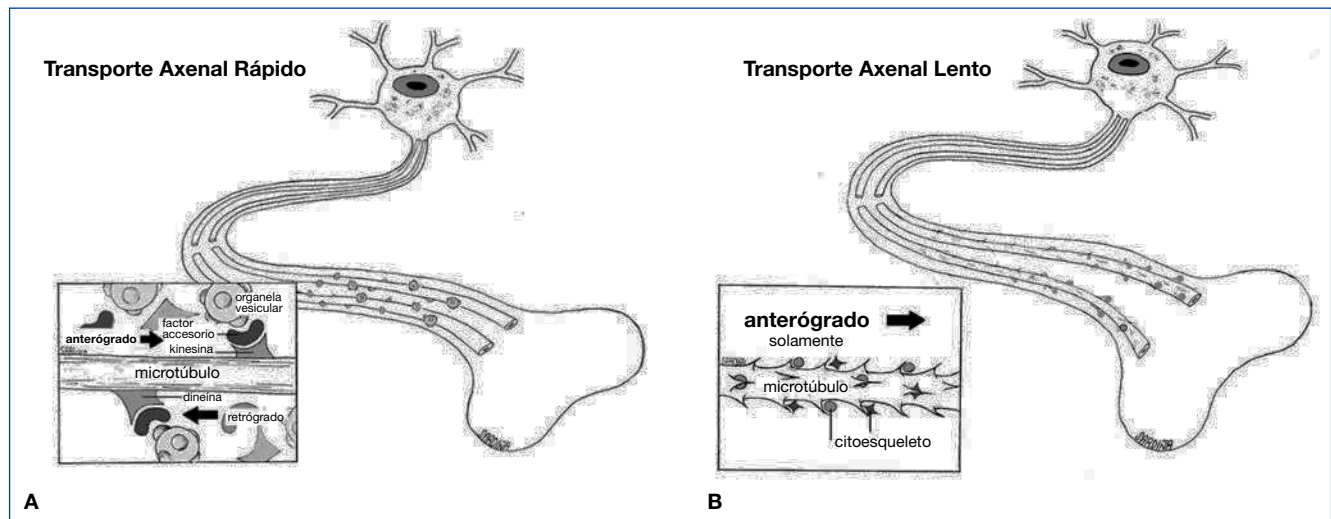 Transporte Axenal Rápido
organela
vesicular
factor
accesorio
anterógrado
kinesina
microtúbulo
dineína
retrógrado
A
Transporte Axenal Lento
anterógrado
solamente
microtúbulo
citoesqueleto
B